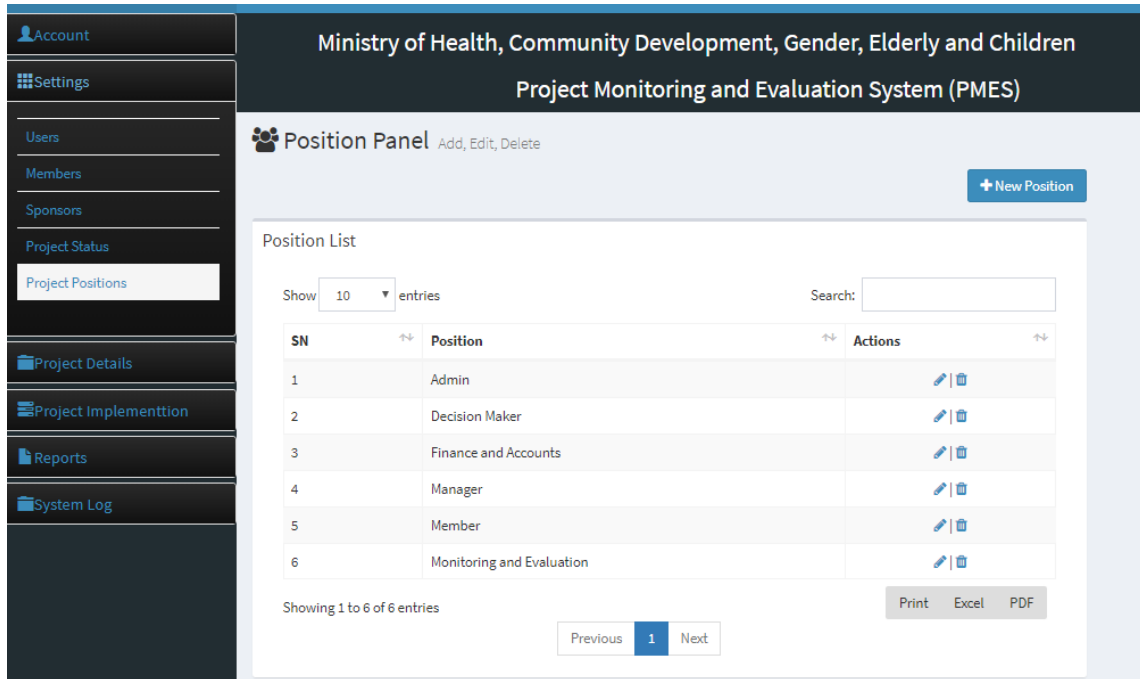 Account
Settings
Users
Members
Sponsors
Project Status
Project Positions
Project Details
Project Implementtion
Reports
System Log
Ministry of Health, Community Development, Gender, Elderly and Children
Project Monitoring and Evaluation System (PMES)
Position Panel Add, Edit, Delete
New Position
Position List
Show 10 entries Search:
SN Position Actions
1 Admin |
2 Decision Maker |
3 Finance and Accounts |
4 Manager |
5 Member |
6 Monitoring and Evaluation |
Showing 1 to 6 of 6 entries Print Excel PDF
Previous 1 Next